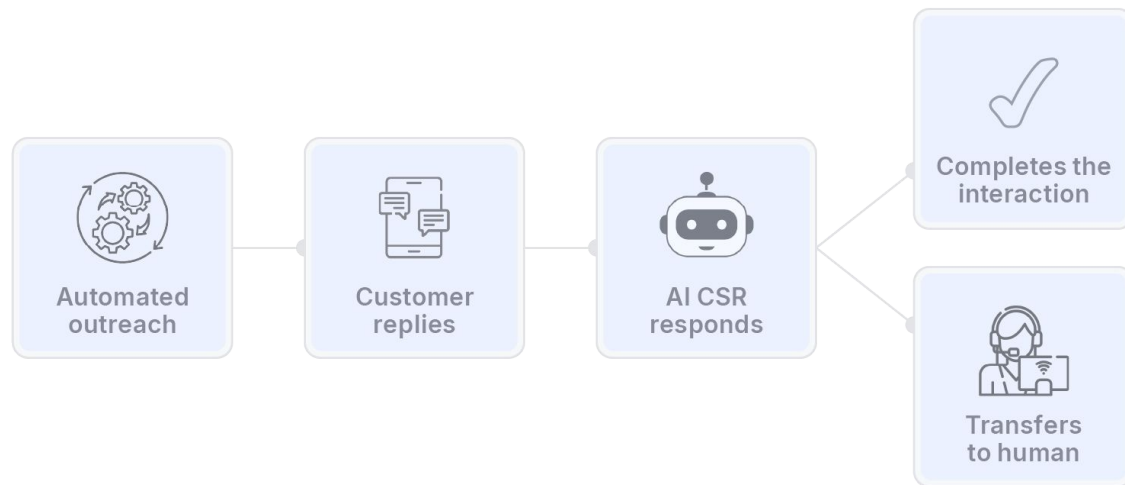 Automated
outreach
Customer
replies
AI CSR
responds
Completes the
interaction
Transfers
to human